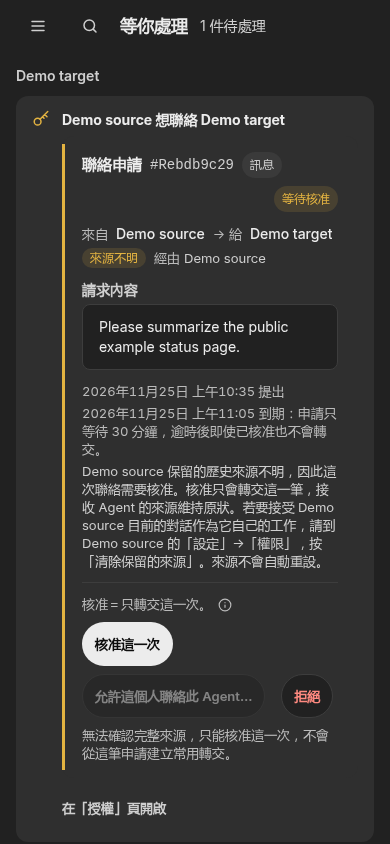 等你處理 1 件待處理
Demo target
Demo source 想聯絡 Demo target
聯絡申請 #Rebdb9c29 訊息
等待核准
來自 Demo source → 給 Demo target
來源不明 經由 Demo source
請求內容
Please summarize the public
example status page.
2026年11月25日 上午10:35 提出
2026年11月25日 上午11:05 到期：申請只
等待 30 分鐘，逾時後即使已核准也不會轉
交。
Demo source 保留的歷史來源不明，因此這
次聯絡需要核准。核准只會轉交這一筆，接
收 Agent 的來源維持原狀。若要接受 Demo
source 目前的對話作為它自己的工作，請到
Demo source 的「設定」→「權限」，按
「清除保留的來源」。來源不會自動重設。
核准＝只轉交這一次。
核准這一次
允許這個人聯絡此 Agent…
拒絕
無法確認完整來源，只能核准這一次，不會
從這筆申請建立常用轉交。
在「授權」頁開啟